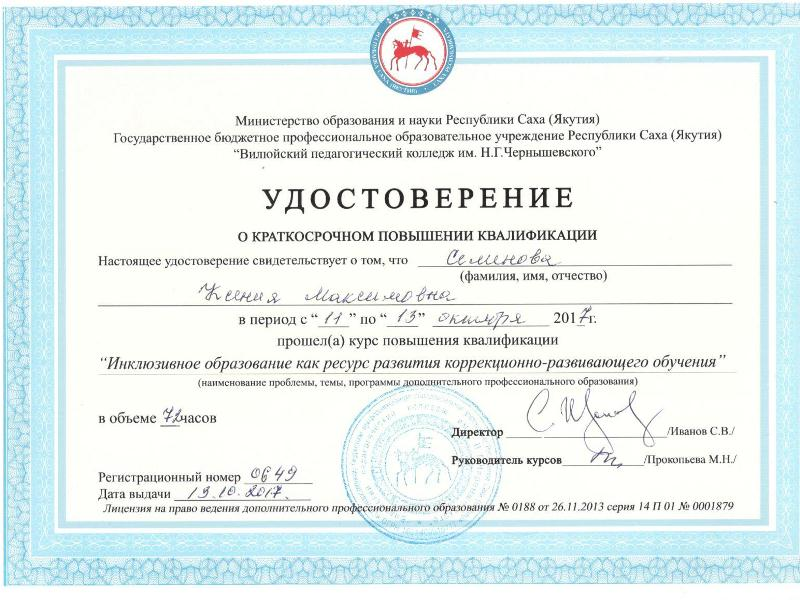 Министерство образования и науки Республики Саха (Якутия)
Государственное бюджетное профессиональное образовательное учреждение Республики Саха (Якутия)
“Вилюйский педагогический колледж им. Н.Г.Чернышевского”
УДОСТОВЕРЕНИЕ
О КРАТКОСРОЧНОМ ПОВЫШЕНИИ КВАЛИФИКАЦИИ
Настоящее удостоверение свидетельствует о том, что Семенова
(фамилия, имя, отчество)
Ксения Максимовна
в период с “11” по “13” октября 2017г.
прошел(а) курс повышения квалификации
“Инклюзивное образование как ресурс развития коррекционно-развивающего обучения”
(наименование проблемы, темы, программы дополнительного профессионального образования)
в объеме 72 часов
Директор /Иванов С.В./
Руководитель курсов /Прокопьева М.Н./
Регистрационный номер 0649
Дата выдачи 13.10.2017.
Лицензия на право ведения дополнительного профессионального образования № 0188 от 26.11.2013 серия 14 П 01 № 0001879